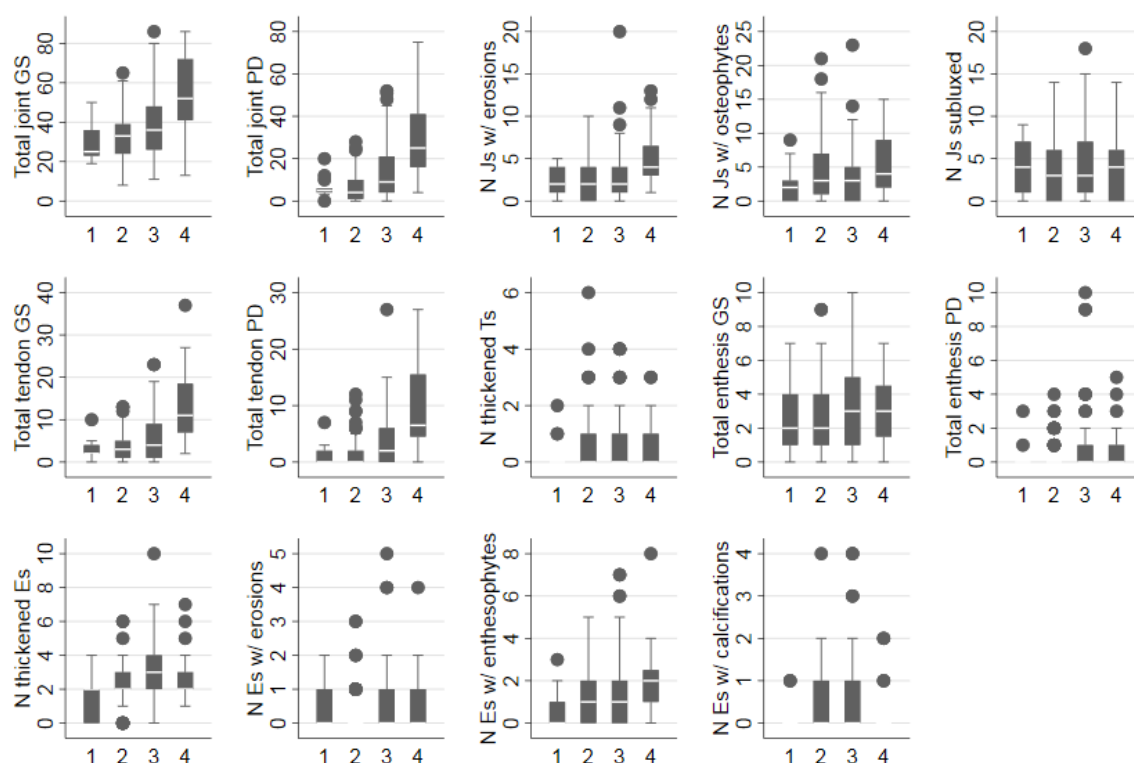 Total joint GS
80
60
40
20
0
1 2 3 4
Total joint PD
80
60
40
20
0
1 2 3 4
N Js w/ erosions
20
15
10
5
0
1 2 3 4
N Js w/ osteophytes
25
20
15
10
5
0
1 2 3 4
N Js subluxed
20
15
10
5
0
1 2 3 4
Total tendon GS
40
30
20
10
0
1 2 3 4
Total tendon PD
30
20
10
0
1 2 3 4
N thickened Ts
6
4
2
0
1 2 3 4
Total enthesis GS
10
8
6
4
2
0
1 2 3 4
Total enthesis PD
10
8
6
4
2
0
1 2 3 4
N thickened Es
10
8
6
4
2
0
1 2 3 4
N Es w/ erosions
5
4
3
2
1
0
1 2 3 4
N Es w/ enthesophytes
8
6
4
2
0
1 2 3 4
N Es w/ calcifications
4
3
2
1
0
1 2 3 4